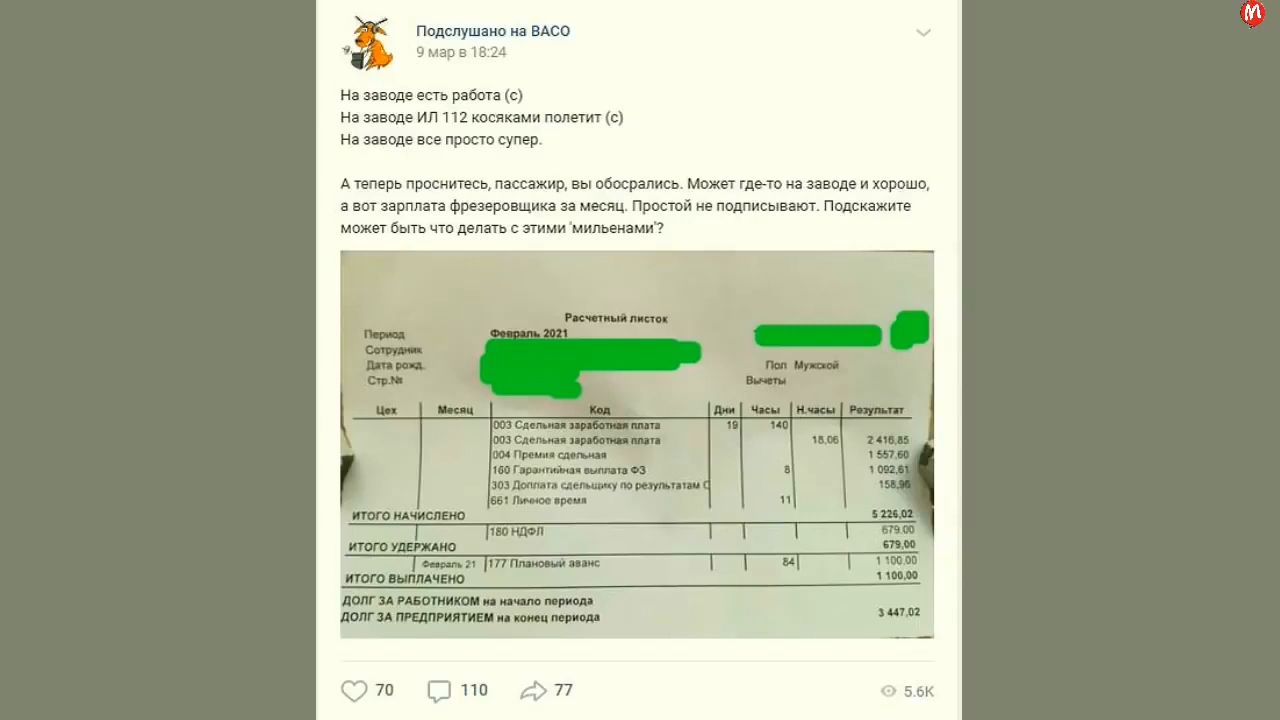 М
Подслушано на ВАСО
9 мар в 18:24
На заводе есть работа (с)
На заводе ИЛ 112 косяками полетит (с)
На заводе все просто супер.
А теперь проснитесь, пассажир, вы обосрались. Может где-то на заводе и хорошо,
а вот зарплата фрезеровщика за месяц. Простой не подписывают. Подскажите
может быть что делать с этими 'мильенами'?
Расчетный листок
Период Февраль 2021
Сотрудник
Дата рожд. Пол Мужской
Стр.№ Вычеты
Цех Месяц Код Дни Часы Н.часы Результат
003 Сдельная заработная плата 19 140
003 Сдельная заработная плата 18,06 2 416,85
004 Премия сдельная 1 557,60
160 Гарантийная выплата ФЗ 8 1 092,61
303 Доплата сдельщику по результатам С 158,96
661 Личное время 11
ИТОГО НАЧИСЛЕНО 5 226,02
180 НДФЛ 679.00
ИТОГО УДЕРЖАНО 679,00
Февраль 21 177 Плановый аванс 84 1 100,00
ИТОГО ВЫПЛАЧЕНО 1 100,00
ДОЛГ ЗА РАБОТНИКОМ на начало периода
ДОЛГ ЗА ПРЕДПРИЯТИЕМ на конец периода 3 447,02
70 110 77 5.6K